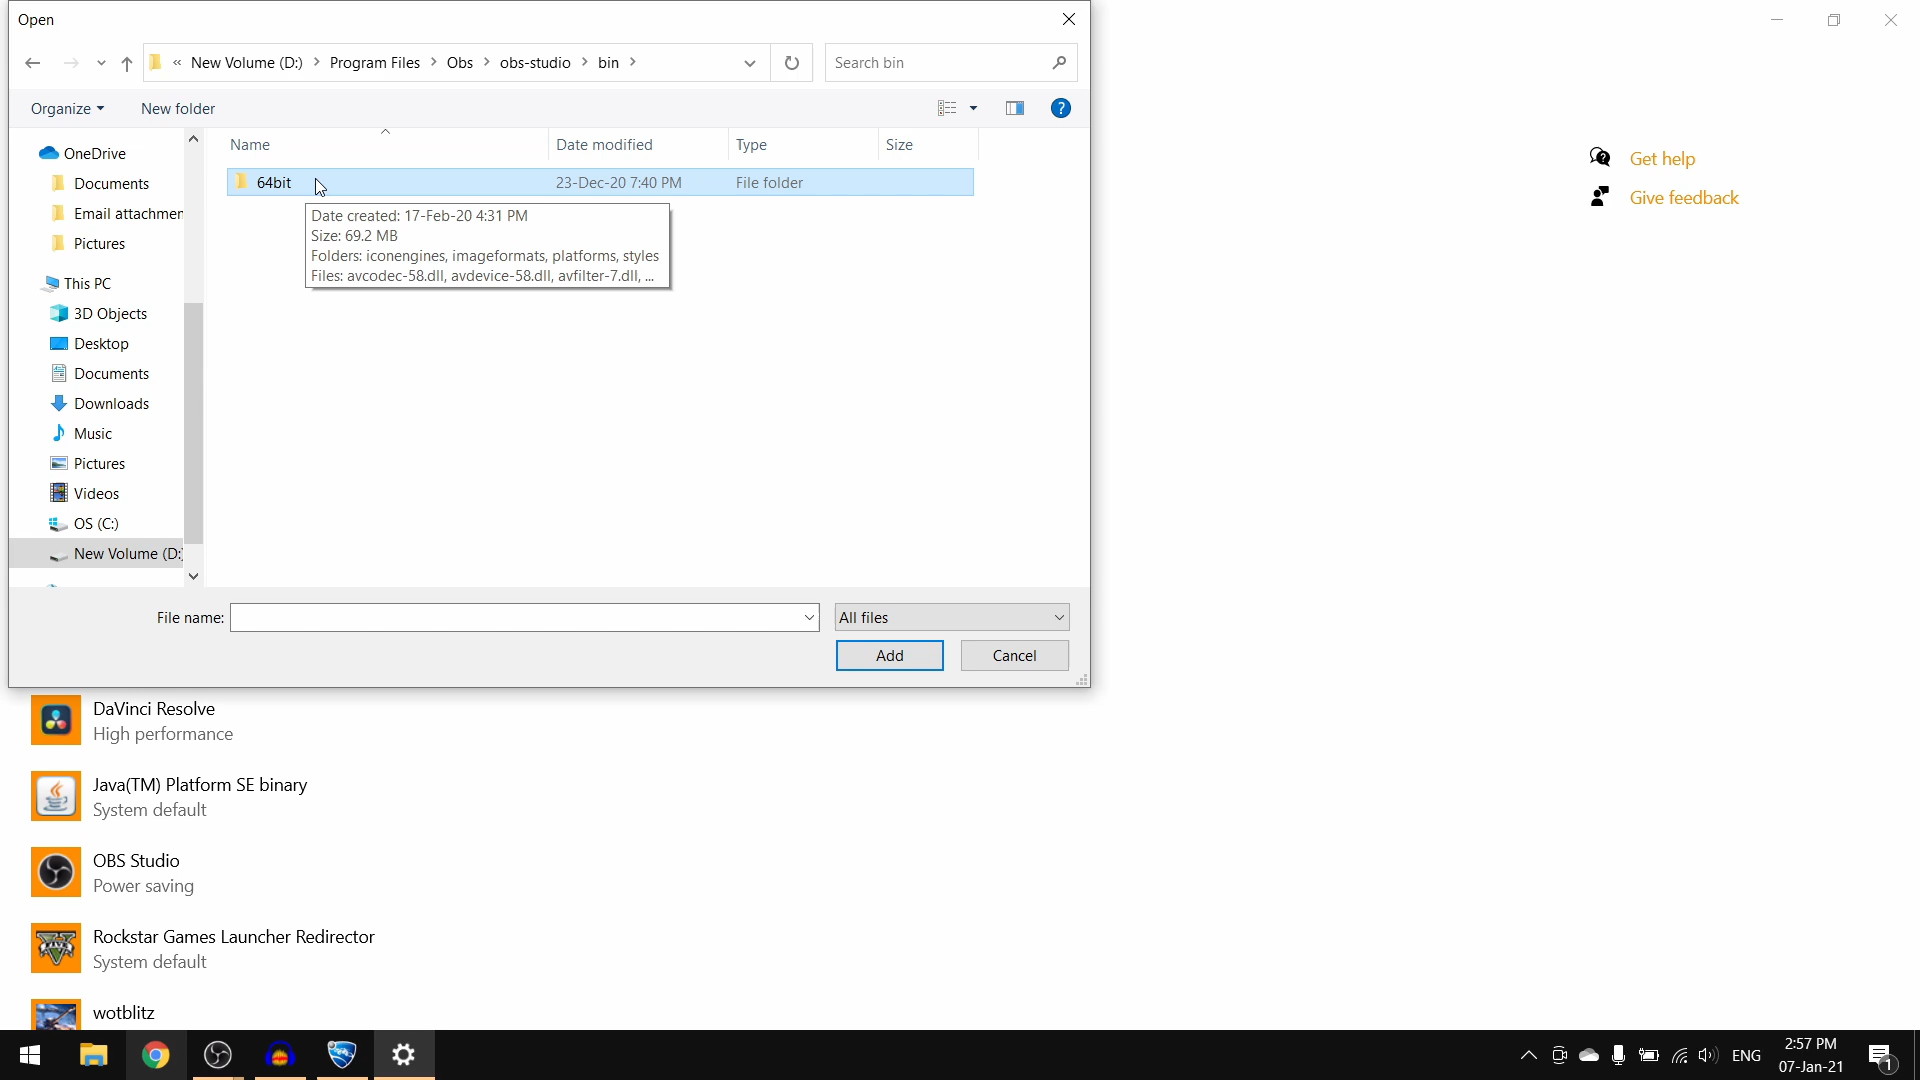 Open
« New Volume (D:) > Program Files > Obs > obs-studio > bin >
Search bin
Organize
New folder
?
Name
Date modified
Type
Size
OneDrive
Documents
Email attachmen
Pictures
This PC
3D Objects
Desktop
Documents
Downloads
Music
Pictures
Videos
OS (C:)
New Volume (D:)
64bit
23-Dec-20 7:40 PM
File folder
Date created: 17-Feb-20 4:31 PM
Size: 69.2 MB
Folders: iconengines, imageformats, platforms, styles
Files: avcodec-58.dll, avdevice-58.dll, avfilter-7.dll, ...
File name:
All files
Add
Cancel
Get help
Give feedback
DaVinci Resolve
High performance
Java(TM) Platform SE binary
System default
OBS Studio
Power saving
Rockstar Games Launcher Redirector
System default
wotblitz
ENG
2:57 PM
07-Jan-21
1